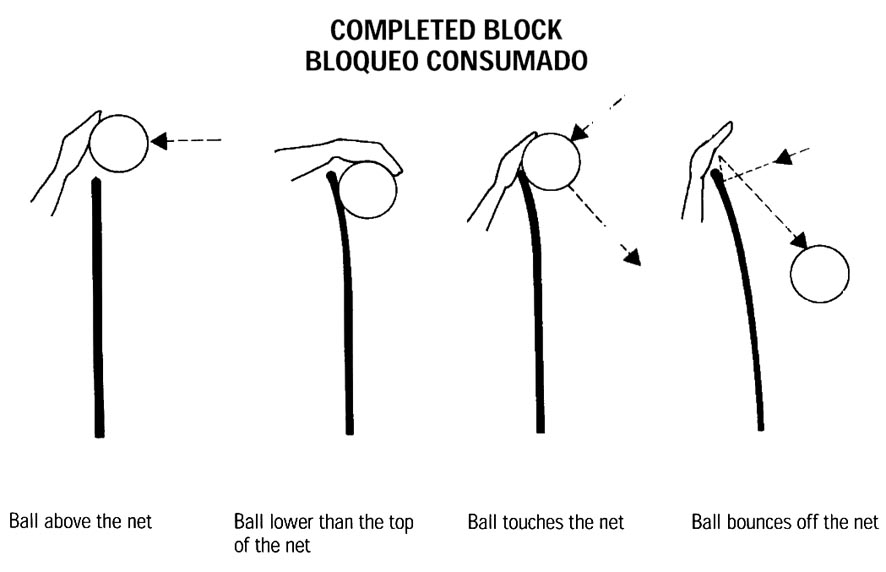 COMPLETED BLOCK
BLOQUEO CONSUMADO
Ball above the net
Ball lower than the top
of the net
Ball touches the net
Ball bounces off the net